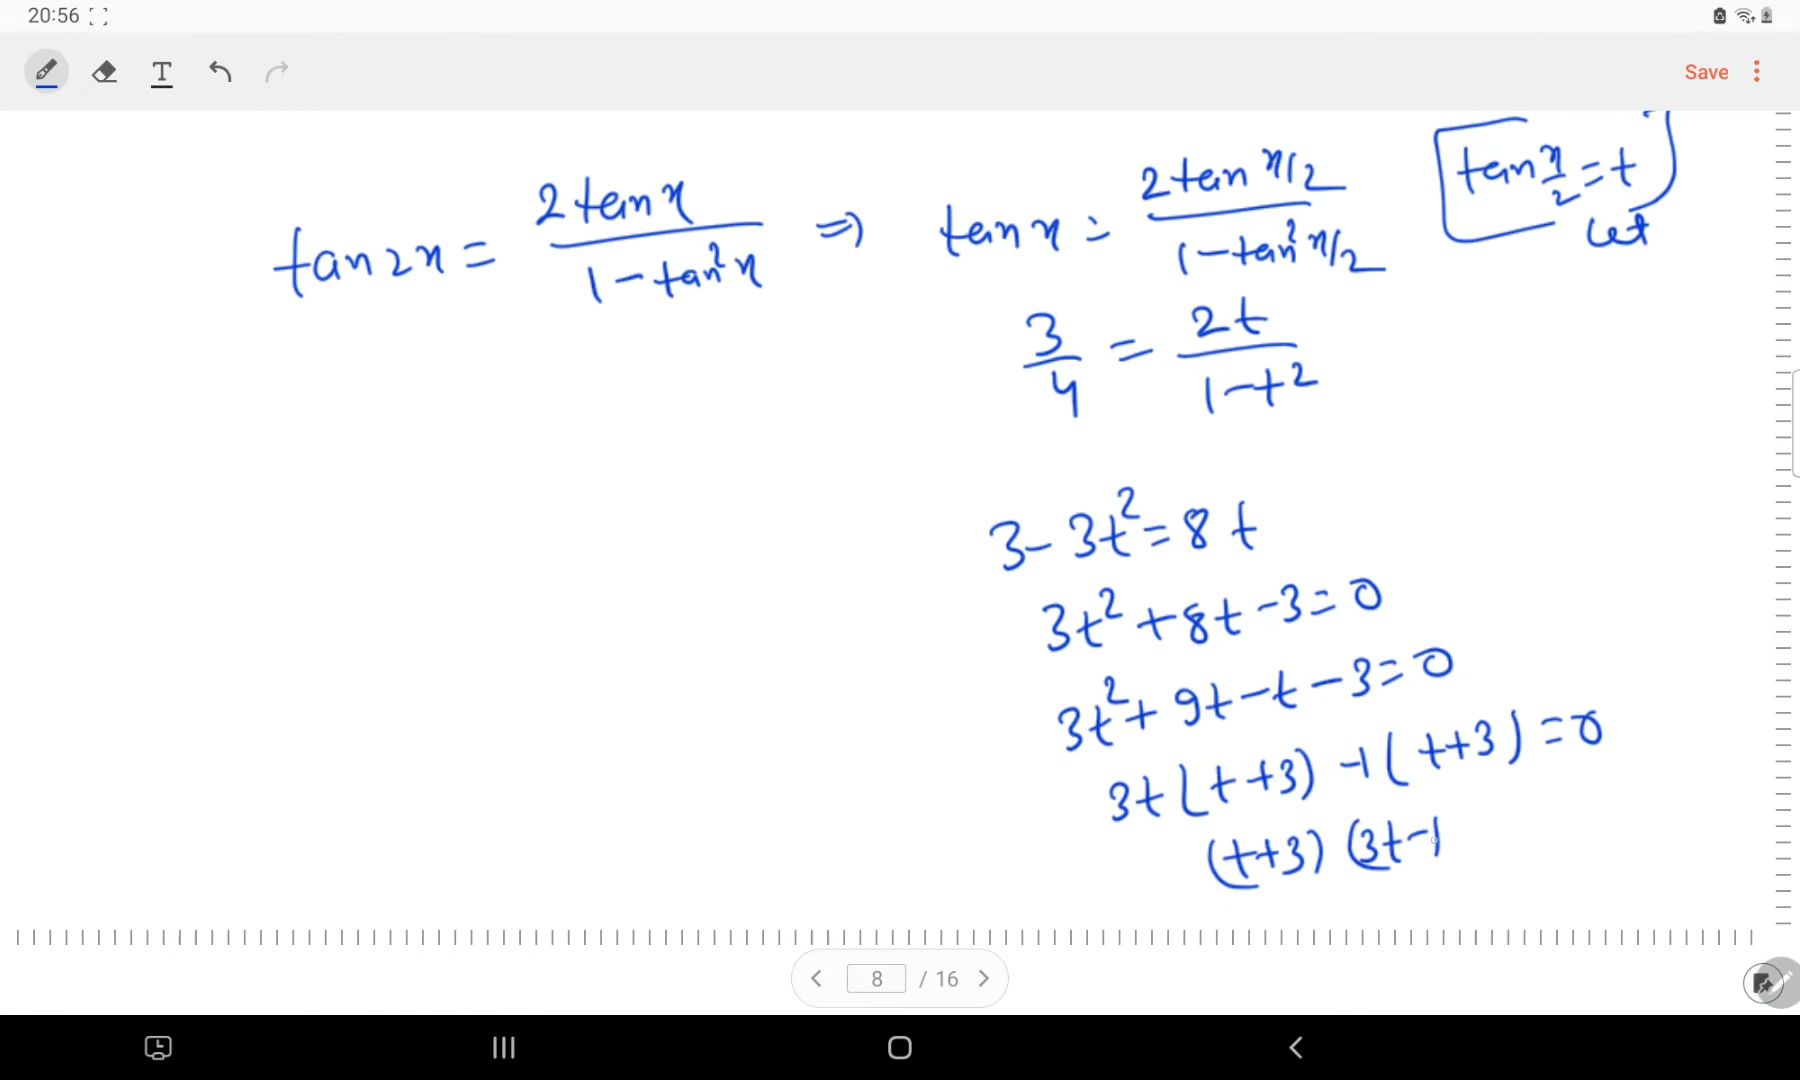 20:56
T
Save
tan2x = 2tanx / 1-tan²x ⇒ tanx = 2tan x/2 / 1-tan² x/2
tan x/2 = t
let
3/4 = 2t / 1-t²
3-3t² = 8t
3t² + 8t - 3 = 0
3t² + 9t - t - 3 = 0
3t(t+3) -1(t+3) = 0
(t+3) (3t-1
8 / 16